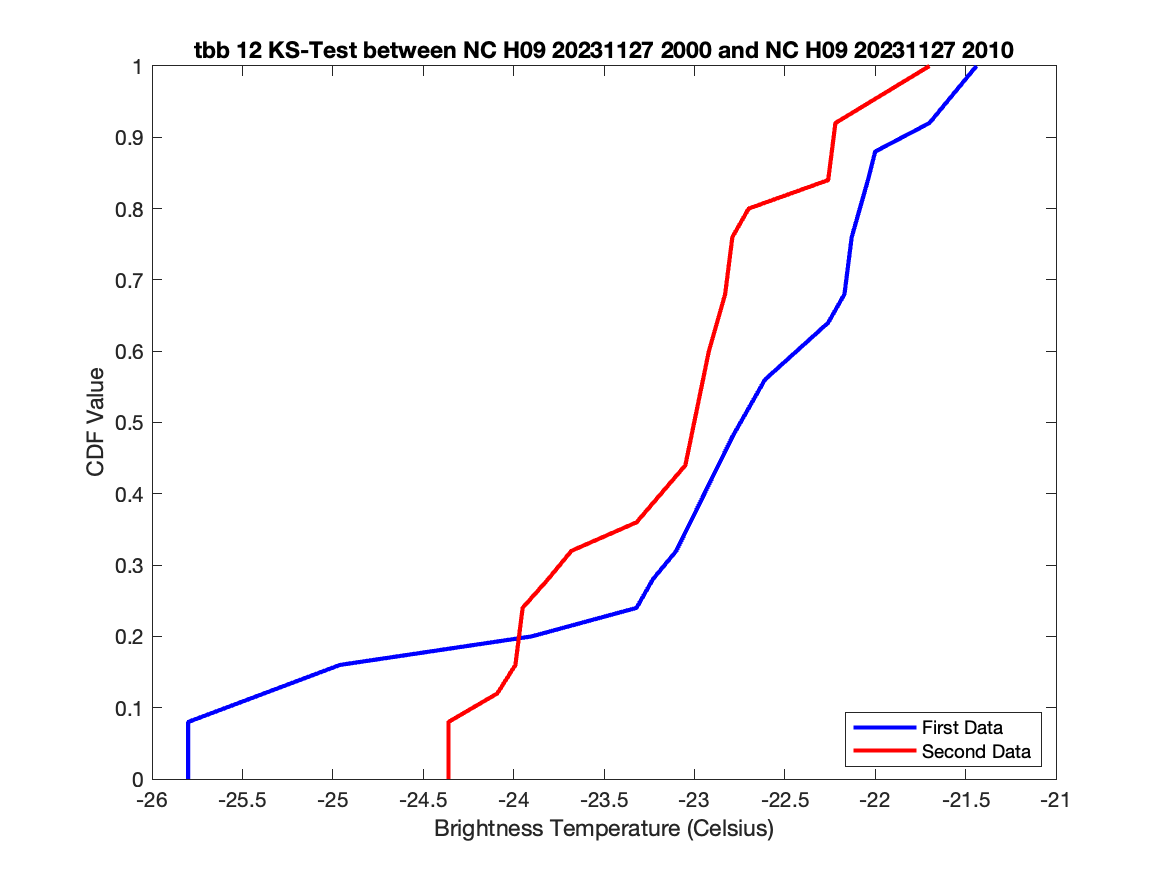 tbb 12 KS-Test between NC H09 20231127 2000 and NC H09 20231127 2010
1
0.9
0.8
0.7
0.6
0.5
0.4
0.3
0.2
0.1
0
CDF Value
First Data
Second Data
-26 -25.5 -25 -24.5 -24 -23.5 -23 -22.5 -22 -21.5 -21
Brightness Temperature (Celsius)